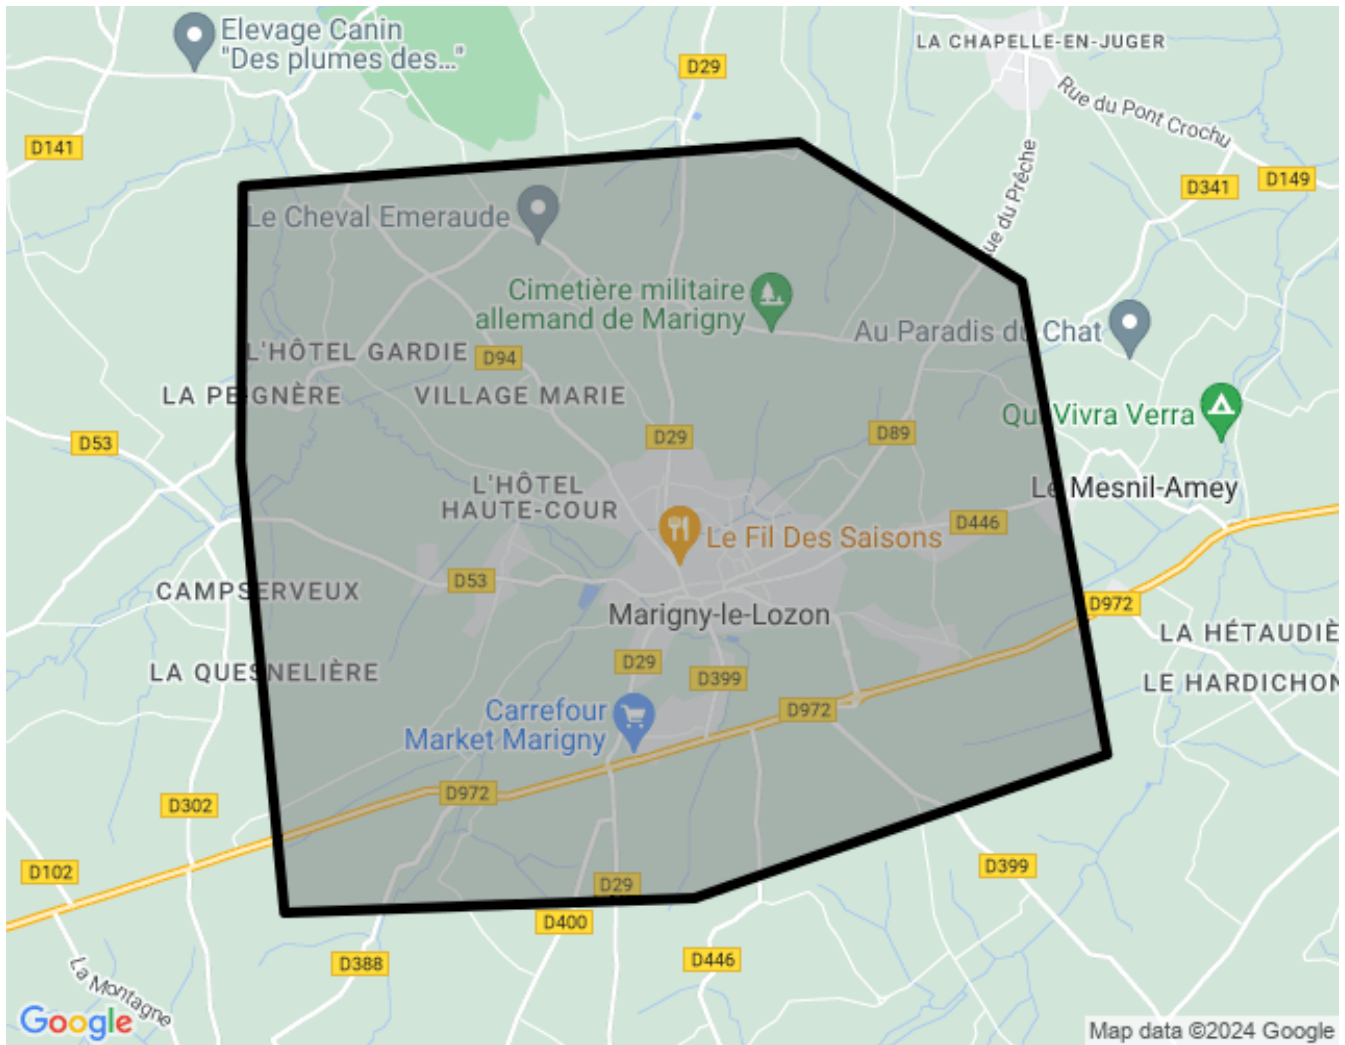 Elevage Canin
"Des plumes des..."
LA CHAPELLE-EN-JUGER
D29
Rue du Pont Crochu
D141
D341
D149
Le Cheval Emeraude
ue du Prêche
Cimetière militaire
allemand de Marigny
Au Paradis du Chat
L'HÔTEL GARDIE
D94
LA PEIGNÈRE
VILLAGE MARIE
Qui Vivra Verra
D53
D29
D89
L'HÔTEL
HAUTE-COUR
Le Mesnil-Amey
D446
Le Fil Des Saisons
D53
CAMPSERVEUX
D972
Marigny-le-Lozon
LA HÉTAUDIÈ
D29
LA QUESNELIÈRE
D399
LE HARDICHON
Carrefour
Market Marigny
D972
D972
D302
D102
D399
D29
D400
D446
D388
La Montagne
Google
Map data ©2024 Google